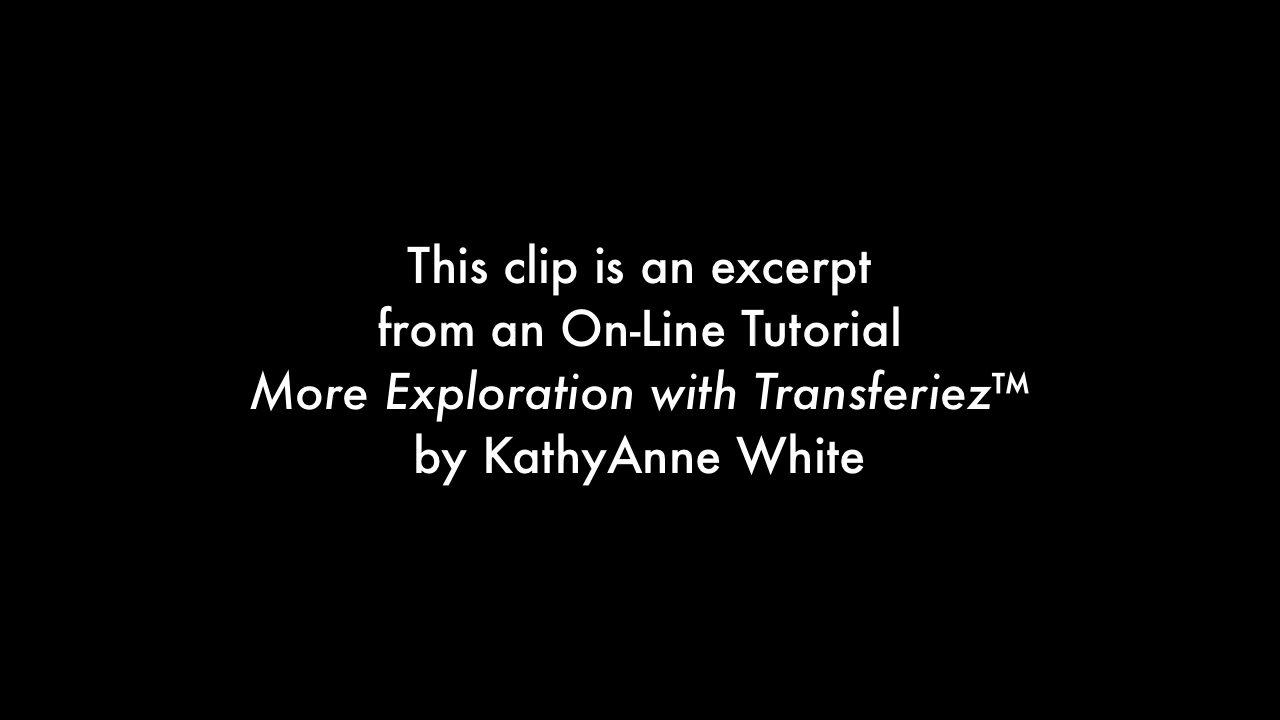 This clip is an excerpt
from an On-Line Tutorial
More Exploration with Transferiez™
by KathyAnne White